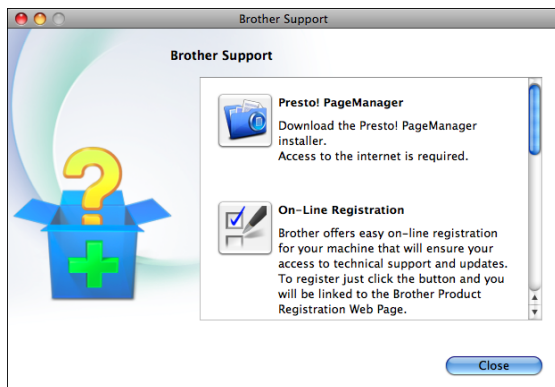 Brother Support
Brother Support
Presto! PageManager
Download the Presto! PageManager
installer.
Access to the internet is required.
On-Line Registration
Brother offers easy on-line registration
for your machine that will ensure your
access to technical support and updates.
To register just click the button and you
will be linked to the Brother Product
Registration Web Page.
Close